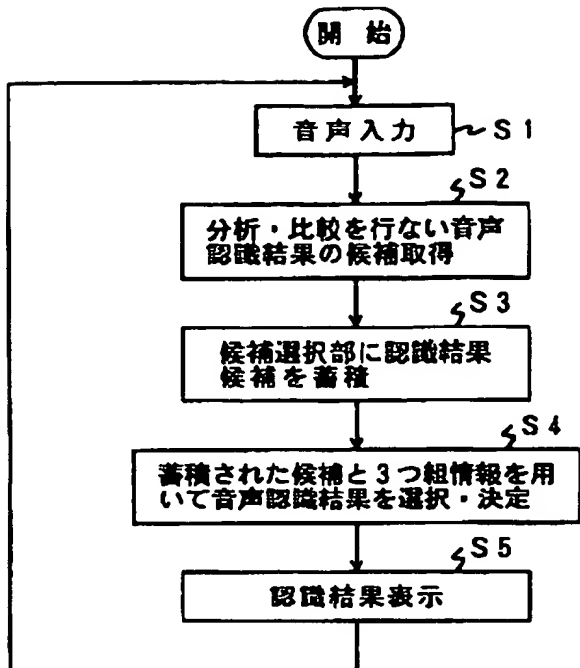 開 始
音声入力
S1
S2
分析・比較を行ない音声
認識結果の候補取得
S3
候補選択部に認識結果
候補を蓄積
S4
蓄積された候補と3つ組情報を用
いて音声認識結果を選択・決定
S5
認識結果表示